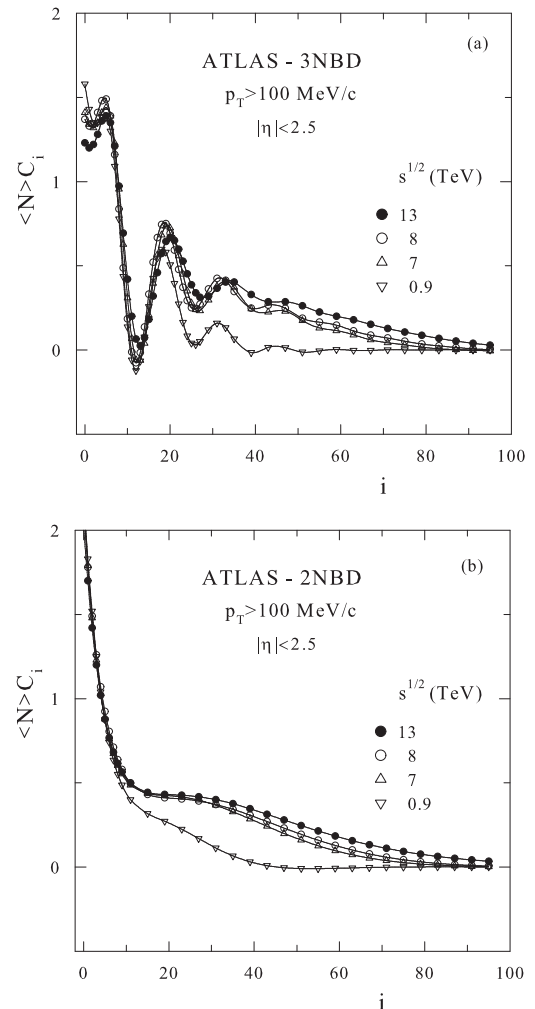 2
(a)
ATLAS - 3NBD
p_T>100 MeV/c
|η|<2.5
s^{1/2} (TeV)
13
8
7
0.9
1
0
<N>C_i
0 20 40 60 80 100
i
2
(b)
ATLAS - 2NBD
p_T>100 MeV/c
|η|<2.5
s^{1/2} (TeV)
13
8
7
0.9
1
0
<N>C_i
0 20 40 60 80 100
i